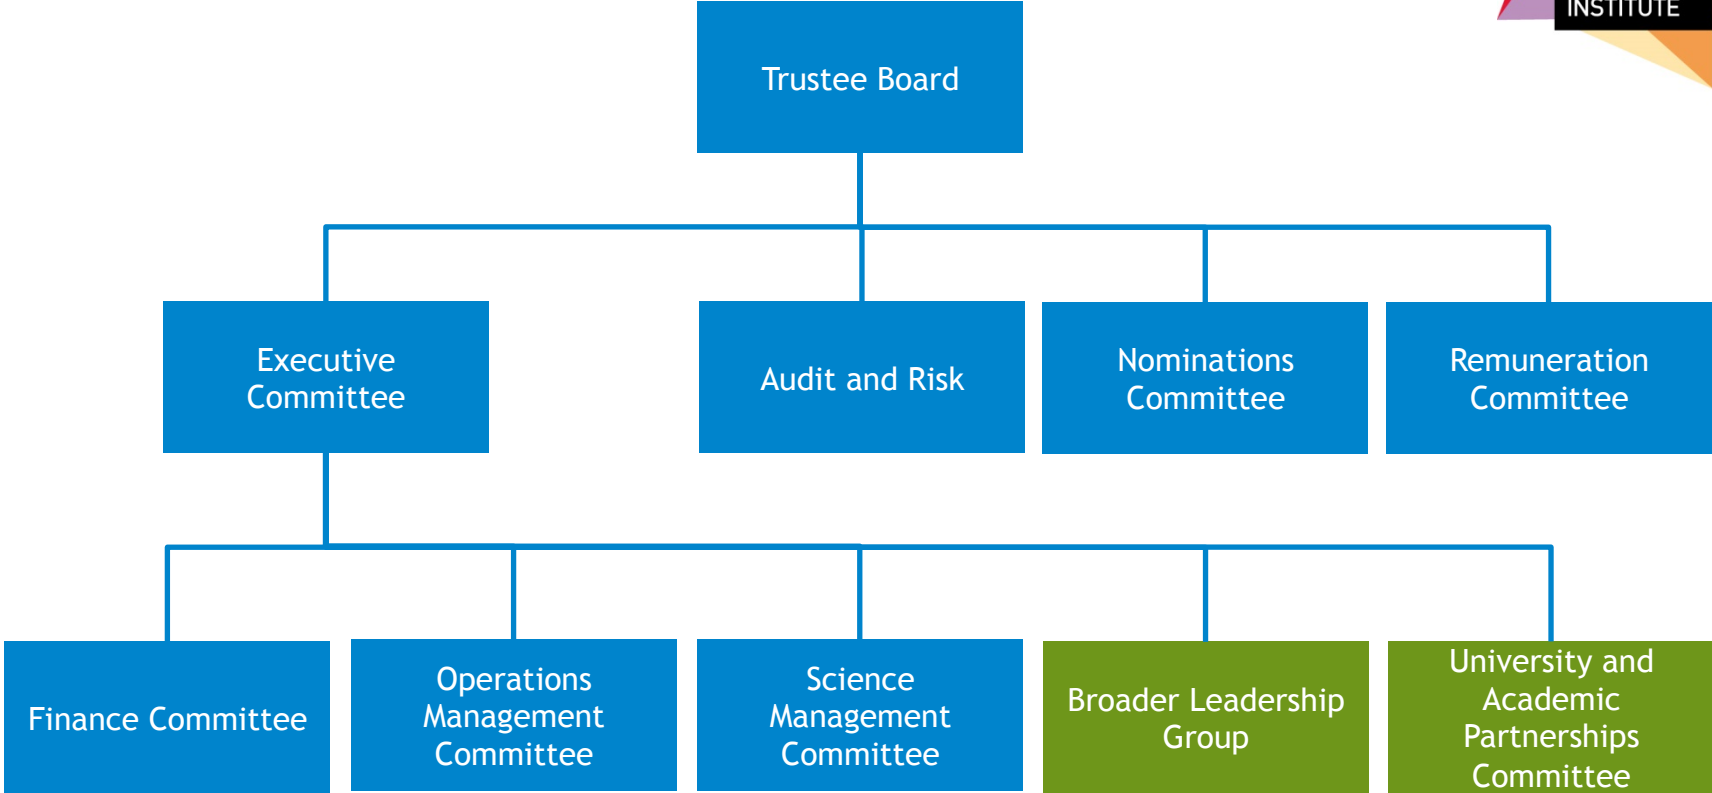 INSTITUTE
Trustee Board
Executive
Committee
Audit and Risk
Nominations
Committee
Remuneration
Committee
Finance Committee
Operations
Management
Committee
Science
Management
Committee
Broader Leadership
Group
University and
Academic
Partnerships
Committee